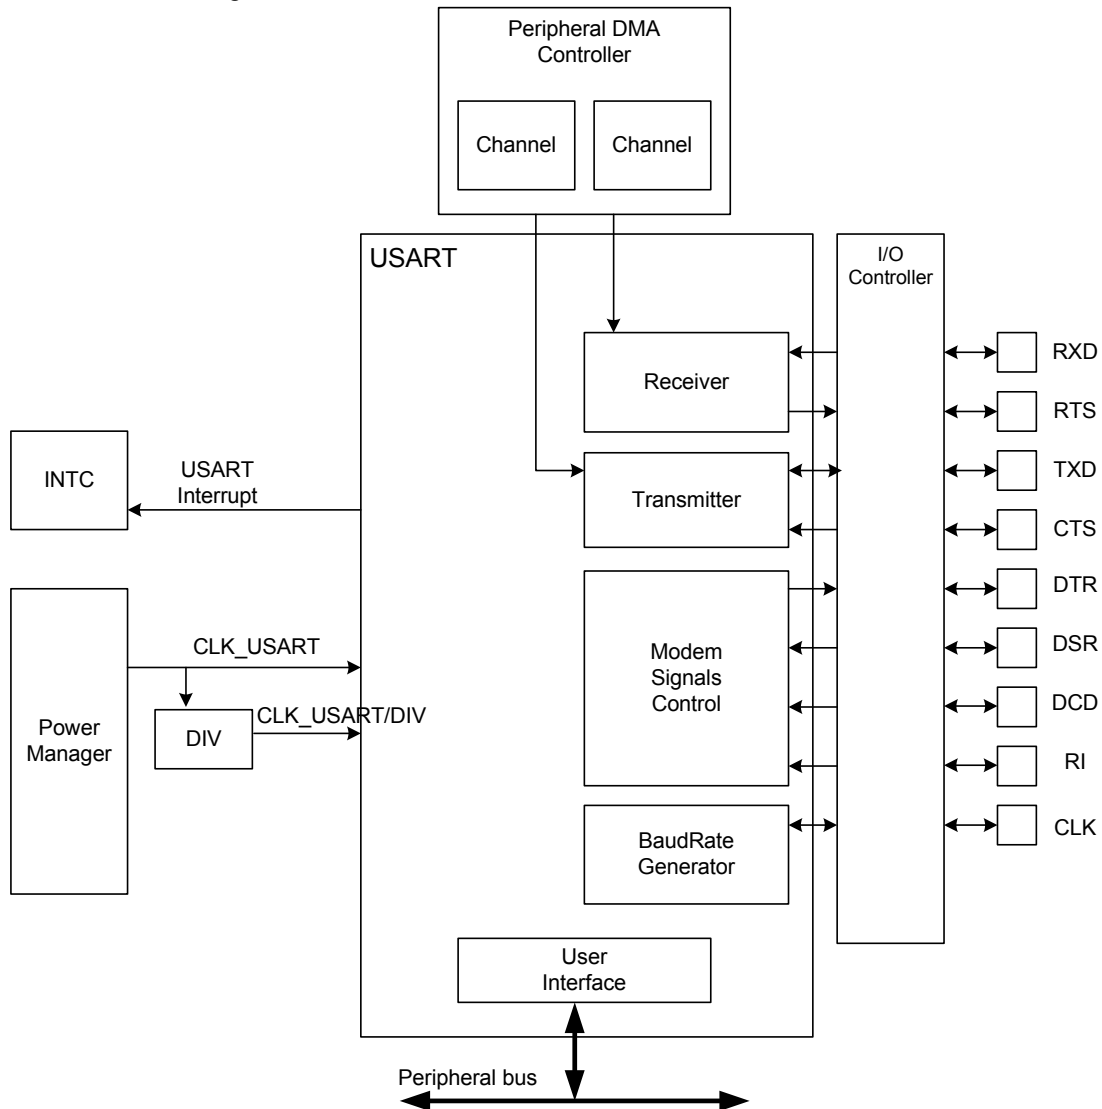 Peripheral DMA
Controller
Channel
Channel
USART
I/O
Controller
Receiver
RXD
RTS
INTC
USART
Interrupt
Transmitter
TXD
CTS
CLK_USART
Modem
Signals
Control
DTR
DSR
Power
Manager
DIV
CLK_USART/DIV
DCD
RI
BaudRate
Generator
CLK
User
Interface
Peripheral bus